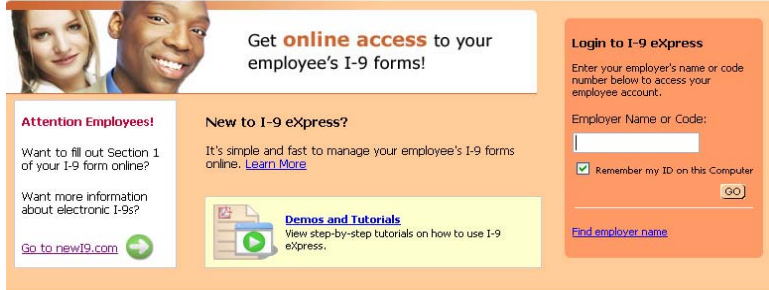 Get online access to your
employee's I-9 forms!
Attention Employees!
Want to fill out Section 1
of your I-9 form online?
Want more information
about electronic I-9s?
Go to newI9.com
New to I-9 eXpress?
It's simple and fast to manage your employee's I-9 forms
online. Learn More
Demos and Tutorials
View step-by-step tutorials on how to use I-9
eXpress.
Login to I-9 eXpress
Enter your employer's name or code
number below to access your
employee account.
Employer Name or Code:
Remember my ID on this Computer
GO
Find employer name